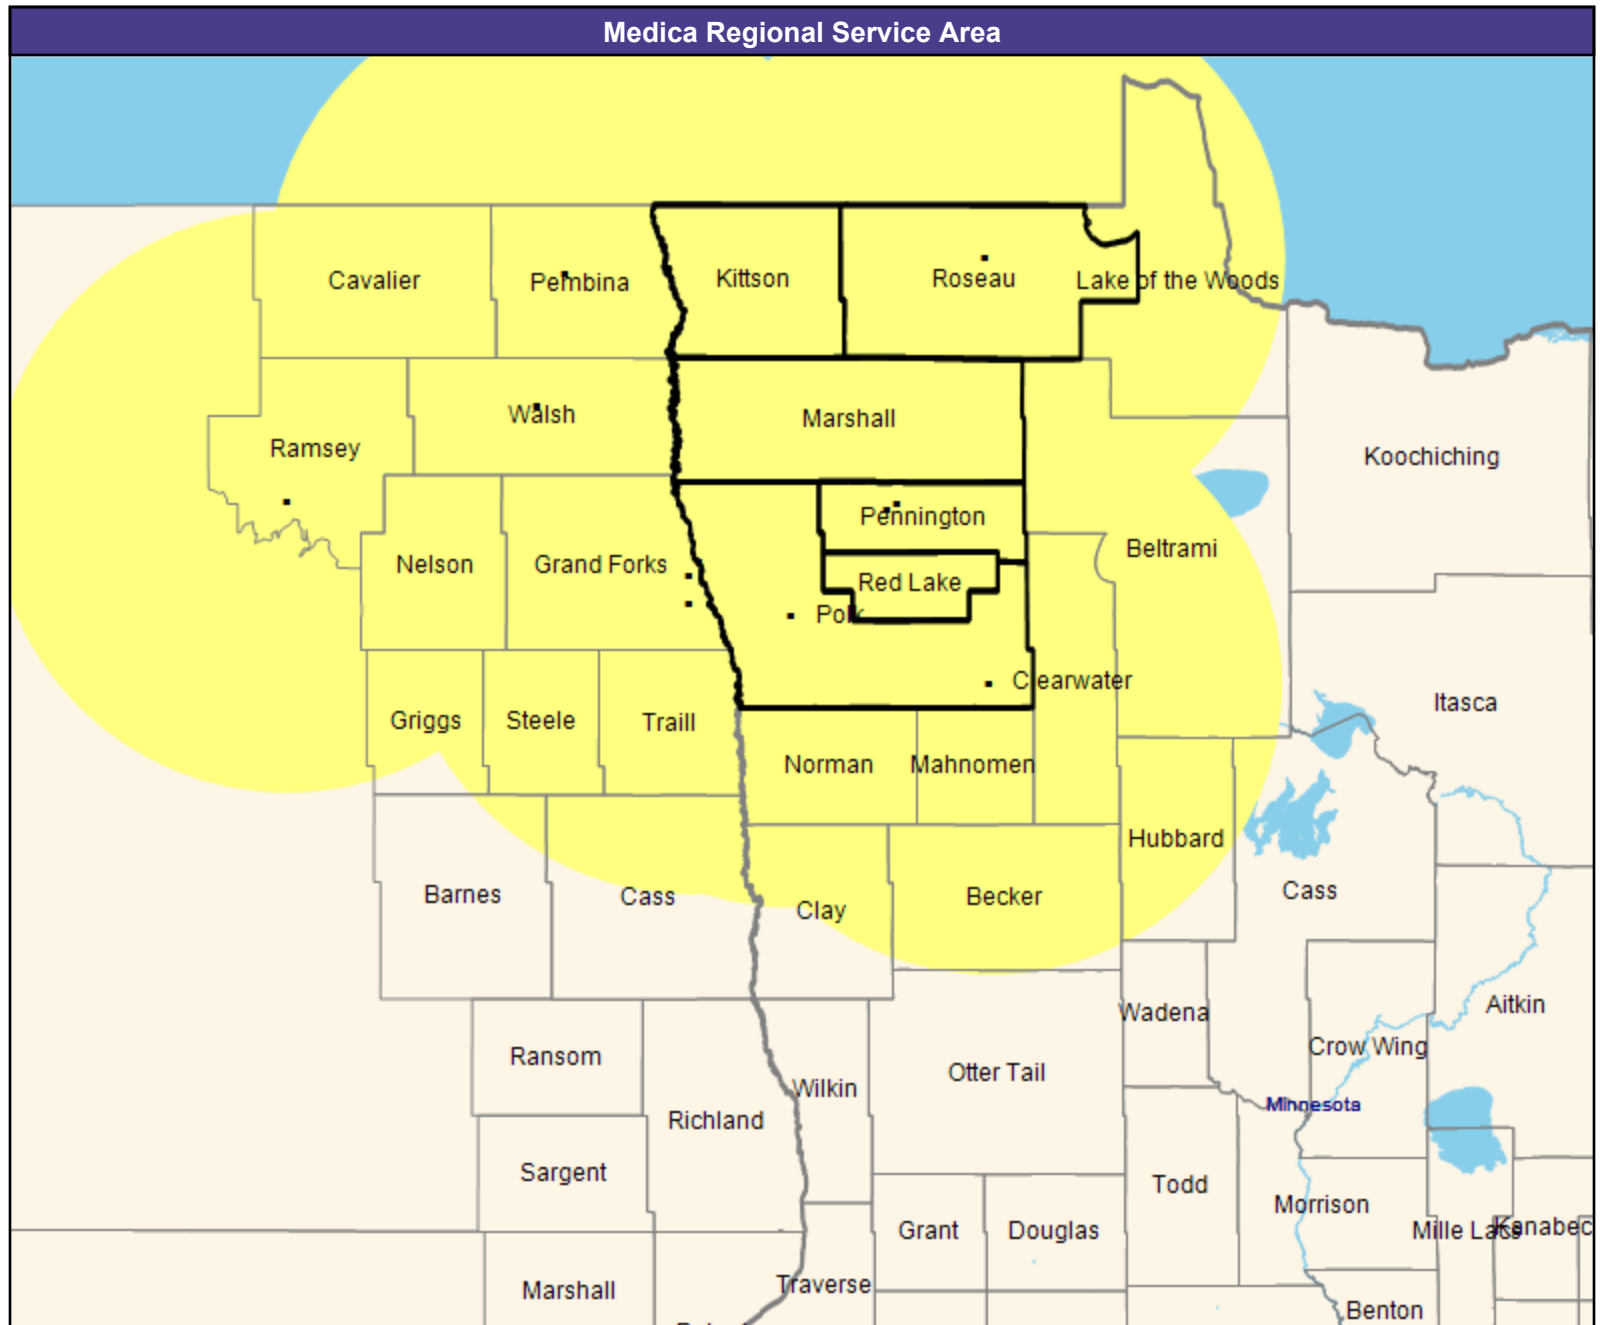 Medica Regional Service Area
Cavalier
Pembina
Kittson
Roseau
Lake of the Woods
Walsh
Marshall
Ramsey
Koochiching
Pennington
Beltrami
Nelson
Grand Forks
Red Lake
Polk
Clearwater
Itasca
Griggs
Steele
Traill
Norman
Mahnomen
Hubbard
Barnes
Cass
Clay
Becker
Cass
Aitkin
Wadena
Crow Wing
Ransom
Otter Tail
Wilkin
Minnesota
Richland
Sargent
Todd
Morrison
Grant
Douglas
Mille Lacs
Kanabec
Marshall
Traverse
Benton